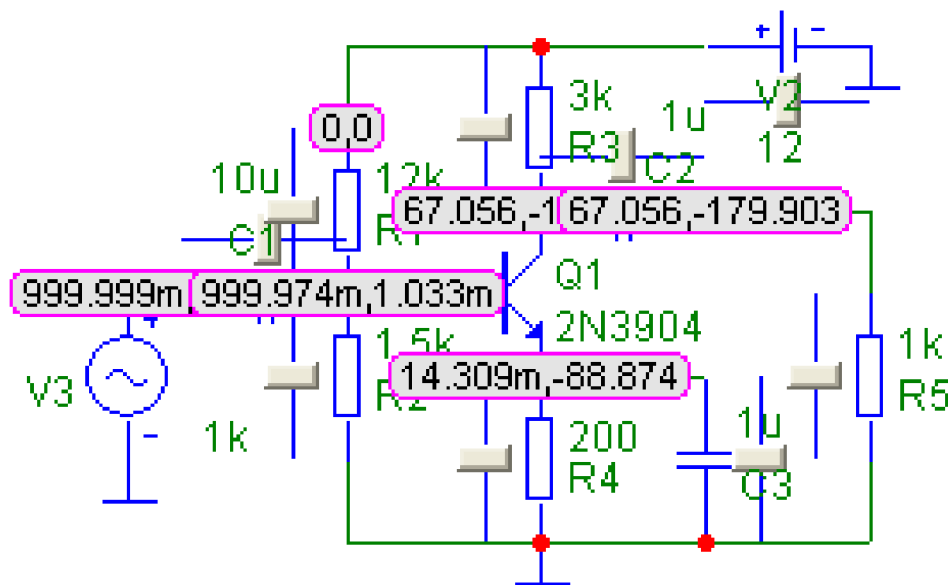 + -
3k
1u
V2
0,0
R3
12
C2
10u
12k
67.056,-1
67.056,-179.903
R1
C1
Q1
999.999m,
999.974m,1.033m
+
2N3904
1.5k
1k
14.309m,-88.874
V3
R2
R5
1k
-
200
1u
R4
C3